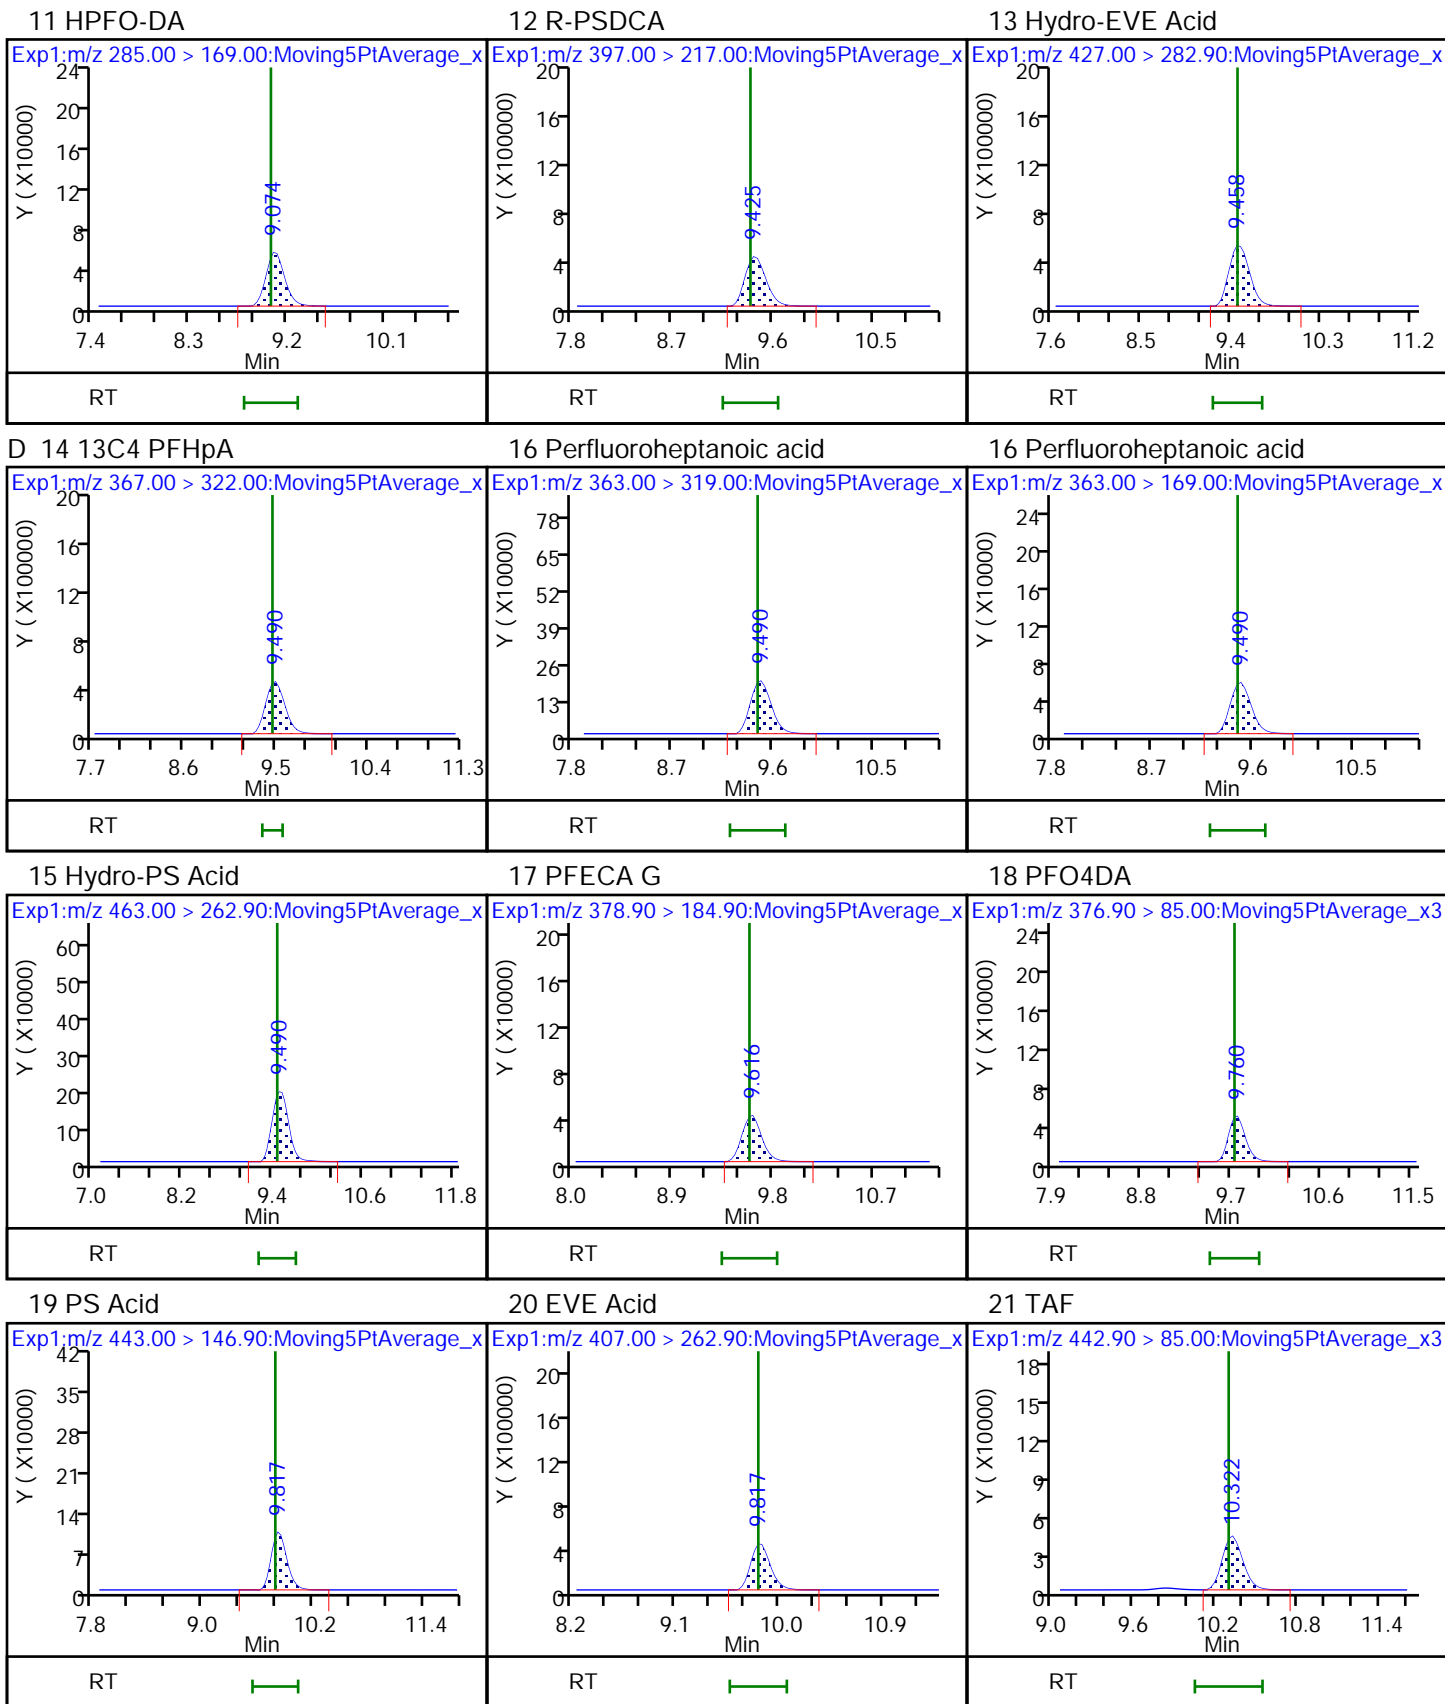 11 HPFO-DA
Exp1:m/z 285.00 > 169.00:Moving5PtAverage_x
Y ( X10000)
24
20
16
12
8
4
0
9.074
7.4 8.3 9.2 10.1
Min
RT
12 R-PSDCA
Exp1:m/z 397.00 > 217.00:Moving5PtAverage_x
Y ( X100000)
20
16
12
8
4
0
9.425
7.8 8.7 9.6 10.5
Min
RT
13 Hydro-EVE Acid
Exp1:m/z 427.00 > 282.90:Moving5PtAverage_x
Y ( X100000)
20
16
12
8
4
0
9.458
7.6 8.5 9.4 10.3 11.2
Min
RT
D 14 13C4 PFHpA
Exp1:m/z 367.00 > 322.00:Moving5PtAverage_x
Y ( X100000)
20
16
12
8
4
0
9.490
7.7 8.6 9.5 10.4 11.3
Min
RT
16 Perfluoroheptanoic acid
Exp1:m/z 363.00 > 319.00:Moving5PtAverage_x
Y ( X10000)
78
65
52
39
26
13
0
9.490
7.8 8.7 9.6 10.5
Min
RT
16 Perfluoroheptanoic acid
Exp1:m/z 363.00 > 169.00:Moving5PtAverage_x
Y ( X10000)
24
20
16
12
8
4
0
9.490
7.8 8.7 9.6 10.5
Min
RT
15 Hydro-PS Acid
Exp1:m/z 463.00 > 262.90:Moving5PtAverage_x
Y ( X10000)
60
50
40
30
20
10
0
9.490
7.0 8.2 9.4 10.6 11.8
Min
RT
17 PFECA G
Exp1:m/z 378.90 > 184.90:Moving5PtAverage_x
Y ( X10000)
20
16
12
8
4
0
9.616
8.0 8.9 9.8 10.7
Min
RT
18 PFO4DA
Exp1:m/z 376.90 > 85.00:Moving5PtAverage_x3
Y ( X10000)
24
20
16
12
8
4
0
9.760
7.9 8.8 9.7 10.6 11.5
Min
RT
19 PS Acid
Exp1:m/z 443.00 > 146.90:Moving5PtAverage_x
Y ( X10000)
42
35
28
21
14
7
0
9.817
7.8 9.0 10.2 11.4
Min
RT
20 EVE Acid
Exp1:m/z 407.00 > 262.90:Moving5PtAverage_x
Y ( X100000)
20
16
12
8
4
0
9.817
8.2 9.1 10.0 10.9
Min
RT
21 TAF
Exp1:m/z 442.90 > 85.00:Moving5PtAverage_x3
Y ( X10000)
18
15
12
9
6
3
0
10.322
9.0 9.6 10.2 10.8 11.4
Min
RT